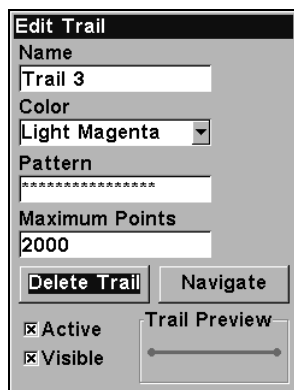 Edit Trail
Name
Trail 3
Color
Light Magenta
Pattern
****************
Maximum Points
2000
Delete Trail
Navigate
Active
Trail Preview
Visible